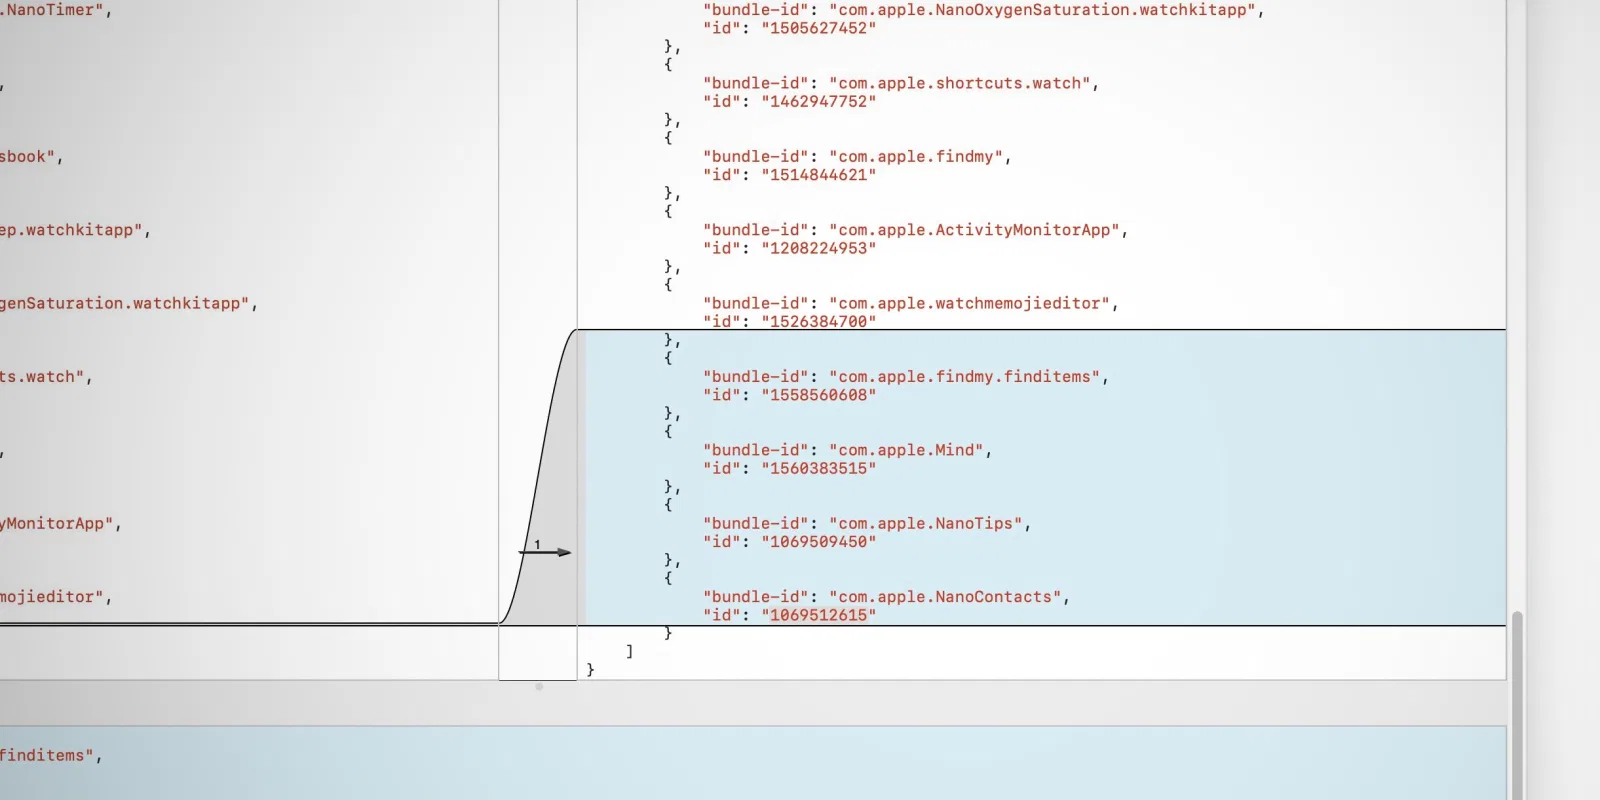 .NanoTimer",
,
sbook",
ep.watchkitapp",
genSaturation.watchkitapp",
ts.watch",
,
yMonitorApp",
mojieditor",
1
"bundle-id": "com.apple.NanoOxygenSaturation.watchkitapp",
"id": "1505627452"
},
{
"bundle-id": "com.apple.shortcuts.watch",
"id": "1462947752"
},
{
"bundle-id": "com.apple.findmy",
"id": "1514844621"
},
{
"bundle-id": "com.apple.ActivityMonitorApp",
"id": "1208224953"
},
{
"bundle-id": "com.apple.watchmemojieditor",
"id": "1526384700"
},
{
"bundle-id": "com.apple.findmy.finditems",
"id": "1558560608"
},
{
"bundle-id": "com.apple.Mind",
"id": "1560383515"
},
{
"bundle-id": "com.apple.NanoTips",
"id": "1069509450"
},
{
"bundle-id": "com.apple.NanoContacts",
"id": "1069512615"
}
]
}
finditems",